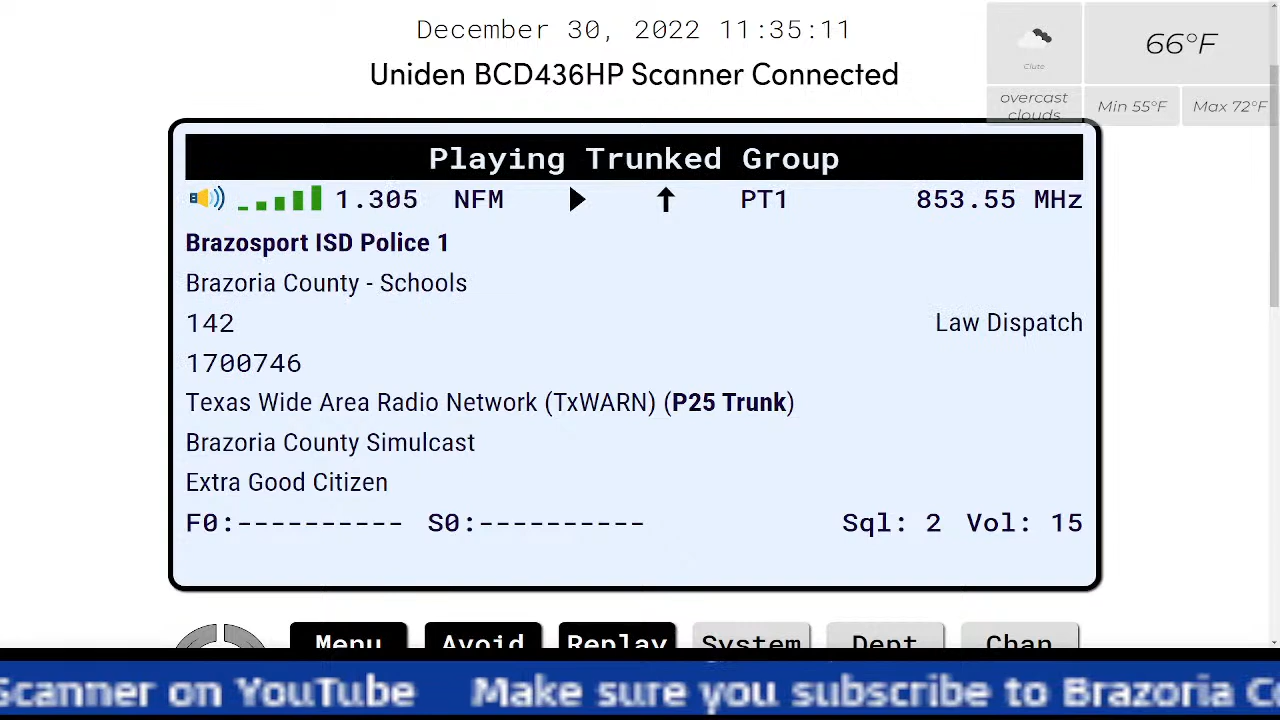 December 30, 2022 11:35:11
Uniden BCD436HP Scanner Connected
Clute
66°F
overcast clouds
Min 55°F
Max 72°F
Playing Trunked Group
1.305 NFM PT1 853.55 MHz
Brazosport ISD Police 1
Brazoria County - Schools
142 Law Dispatch
1700746
Texas Wide Area Radio Network (TxWARN) (P25 Trunk)
Brazoria County Simulcast
Extra Good Citizen
F0:---------- S0:---------- Sql: 2 Vol: 15
Menu Avoid Replay System Dept Chan
Scanner on YouTube Make sure you subscribe to Brazoria Co